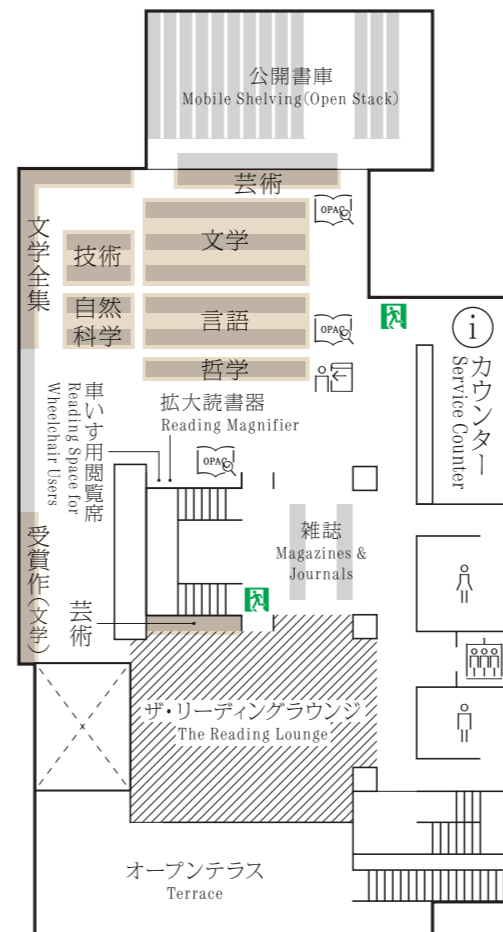 公開書庫
Mobile Shelving(Open Stack)
芸術
OPAC
文学全集
文学
技術
自然
科学
言語
OPAC
i
カウンター
Service Counter
哲学
車いす用閲覧席
Reading Space for
Wheelchair Users
拡大読書器
Reading Magnifier
OPAC
雑誌
Magazines &
Journals
受賞作(文学)
芸術
ザ・リーディングラウンジ
The Reading Lounge
オープンテラス
Terrace